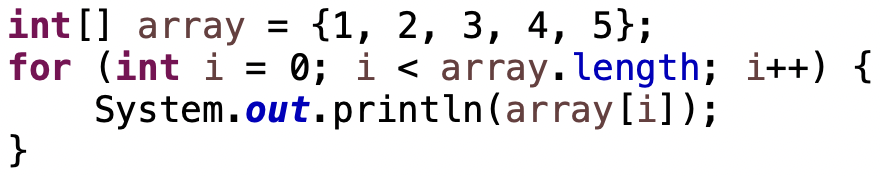 int[] array = {1, 2, 3, 4, 5};
for (int i = 0; i < array.length; i++) {
    System.out.println(array[i]);
}